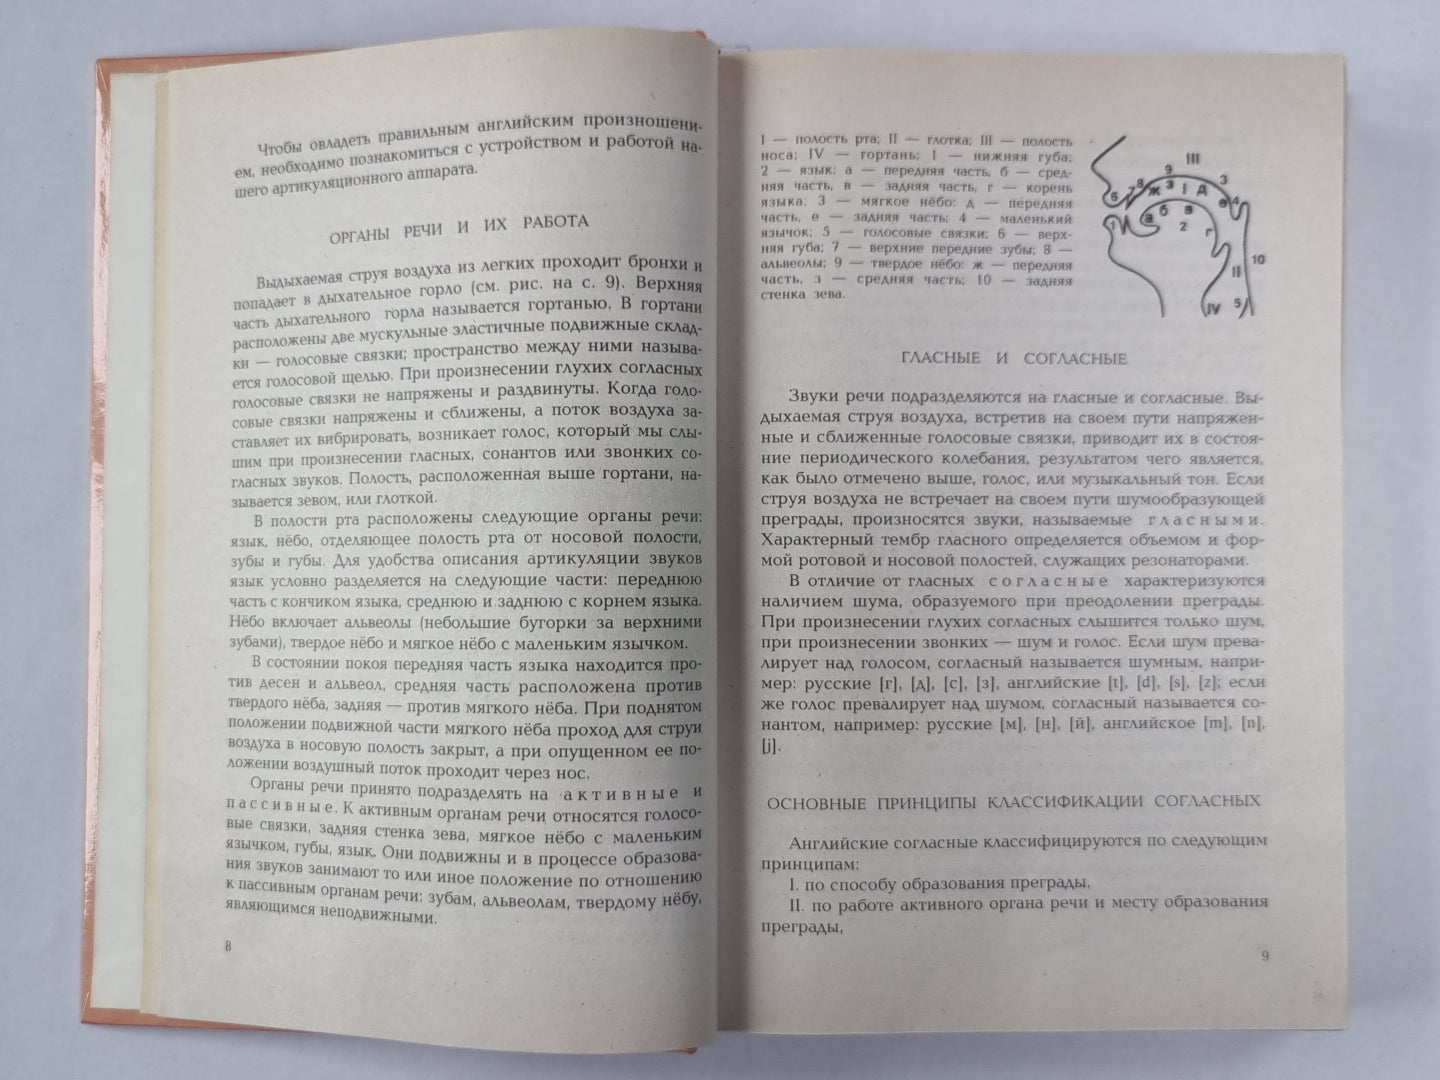 Чтобы овладеть правильным английским произношени-
ем, необходимо познакомиться с устройством и работой на-
шего артикуляционного аппарата.
ОРГАНЫ РЕЧИ И ИХ РАБОТА
Выдыхаемая струя воздуха из легких проходит бронхи и
попадает в дыхательное горло (см. рис. на с. 9). Верхняя
часть дыхательного горла называется гортанью. В гортани
расположены две мускульные эластичные подвижные склад-
ки — голосовые связки; пространство между ними называ-
ется голосовой щелью. При произнесении глухих согласных
голосовые связки не напряжены и раздвинуты. Когда голо-
совые связки напряжены и сближены, а поток воздуха за-
ставляет их вибрировать, возникает голос, который мы слы-
шим при произнесении гласных, сонантов или звонких со-
гласных звуков. Полость, расположенная выше гортани, на-
зывается зевом, или глоткой.
В полости рта расположены следующие органы речи:
язык, нёбо, отделяющее полость рта от носовой полости,
зубы и губы. Для удобства описания артикуляции звуков
язык условно разделяется на следующие части: переднюю
часть с кончиком языка, среднюю и заднюю с корнем языка.
Нёбо включает альвеолы (небольшие бугорки за верхними
зубами), твердое нёбо и мягкое нёбо с маленьким язычком.
В состоянии покоя передняя часть языка находится про-
тив десен и альвеол, средняя часть расположена против
твердого нёба, задняя — против мягкого нёба. При поднятом
положении подвижной части мягкого нёба проход для струи
воздуха в носовую полость закрыт, а при опущенном ее по-
ложении воздушный поток проходит через нос.
Органы речи принято подразделять на активные и
пассивные. К активным органам речи относятся голосо-
вые связки, задняя стенка зева, мягкое нёбо с маленьким
язычком, губы, язык. Они подвижны и в процессе образова-
ния звуков занимают то или иное положение по отношению
к пассивным органам речи: зубам, альвеолам, твердому нёбу,
являющимся неподвижными.
8
I — полость рта; II — глотка; III — полость
носа; IV — гортань; 1 — нижняя губа;
2 — язык: а — передняя часть, б — сред-
няя часть, в — задняя часть, г — корень
языка; 3 — мягкое нёбо: д — передняя
часть, е — задняя часть; 4 — маленький
язычок; 5 — голосовые связки; 6 — верх-
няя губа; 7 — верхние передние зубы; 8 —
альвеолы; 9 — твердое нёбо: ж — передняя
часть, з — средняя часть; 10 — задняя
стенка зева.
III
9
8 3
7 ж з I д
6 е 4
а б в
1 2 г
II 10
IV 5
ГЛАСНЫЕ И СОГЛАСНЫЕ
Звуки речи подразделяются на гласные и согласные. Вы-
дыхаемая струя воздуха, встретив на своем пути напряжен-
ные и сближенные голосовые связки, приводит их в состоя-
ние периодического колебания, результатом чего является,
как было отмечено выше, голос, или музыкальный тон. Если
струя воздуха не встречает на своем пути шумообразующей
преграды, произносятся звуки, называемые гласными.
Характерный тембр гласного определяется объемом и фор-
мой ротовой и носовой полостей, служащих резонаторами.
В отличие от гласных согласные характеризуются
наличием шума, образуемого при преодолении преграды.
При произнесении глухих согласных слышится только шум,
при произнесении звонких — шум и голос. Если шум прева-
лирует над голосом, согласный называется шумным, напри-
мер: русские [г], [д], [с], [з], английские [t], [d], [s], [z]; если
же голос превалирует над шумом, согласный называется со-
нантом, например: русские [м], [н], [й], английское [m], [n],
[j].
ОСНОВНЫЕ ПРИНЦИПЫ КЛАССИФИКАЦИИ СОГЛАСНЫХ
Английские согласные классифицируются по следующим
принципам:
I. по способу образования преграды,
II. по работе активного органа речи и месту образования
преграды,
9